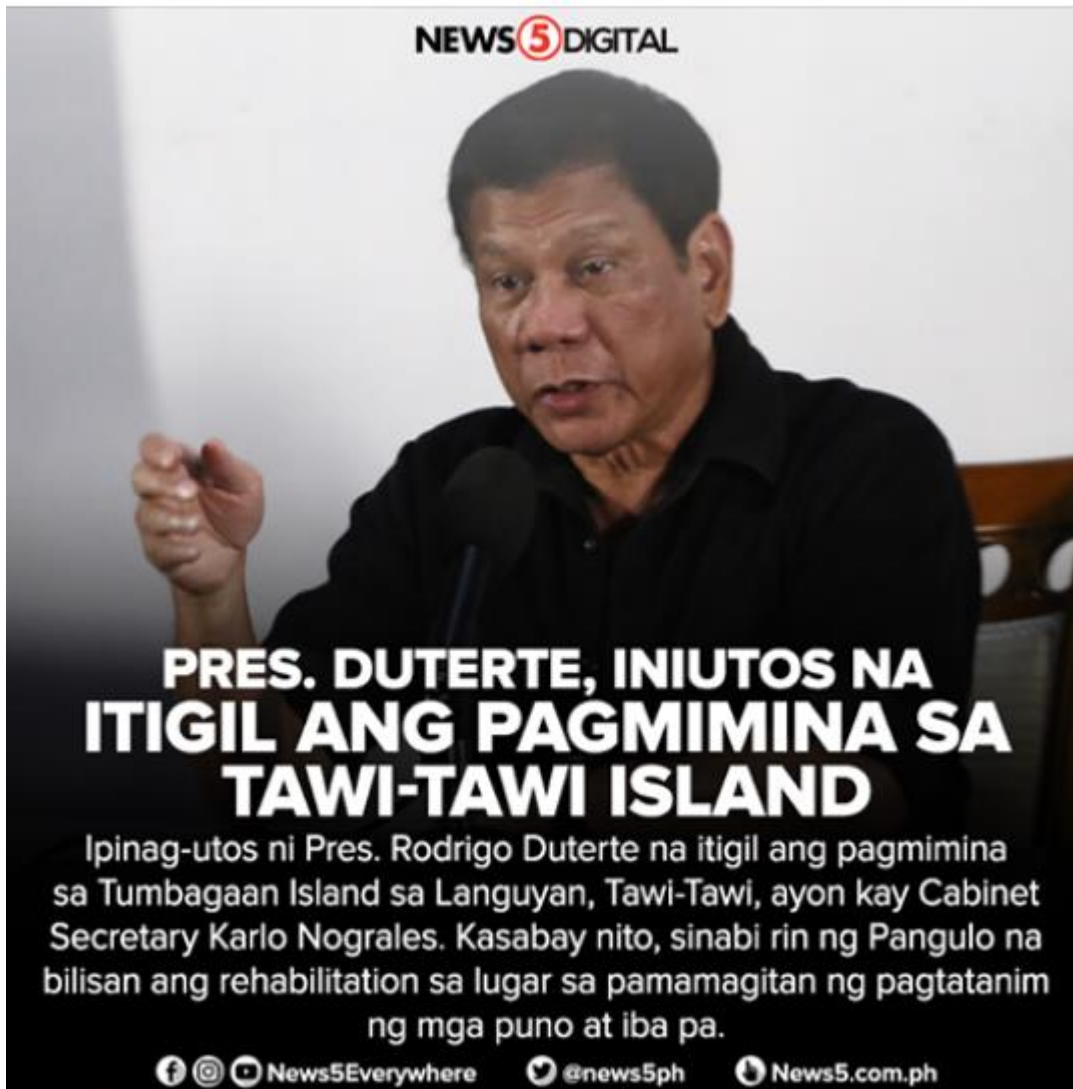 NEWS5DIGITAL
PRES. DUTERTE, INIUTOS NA
ITIGIL ANG PAGMIMINA SA
TAWI-TAWI ISLAND
Ipinag-utos ni Pres. Rodrigo Duterte na itigil ang pagmimina
sa Tumbagaan Island sa Languyan, Tawi-Tawi, ayon kay Cabinet
Secretary Karlo Nograles. Kasabay nito, sinabi rin ng Pangulo na
bilisan ang rehabilitation sa lugar sa pamamagitan ng pagtatanim
ng mga puno at iba pa.
News5Everywhere @news5ph News5.com.ph